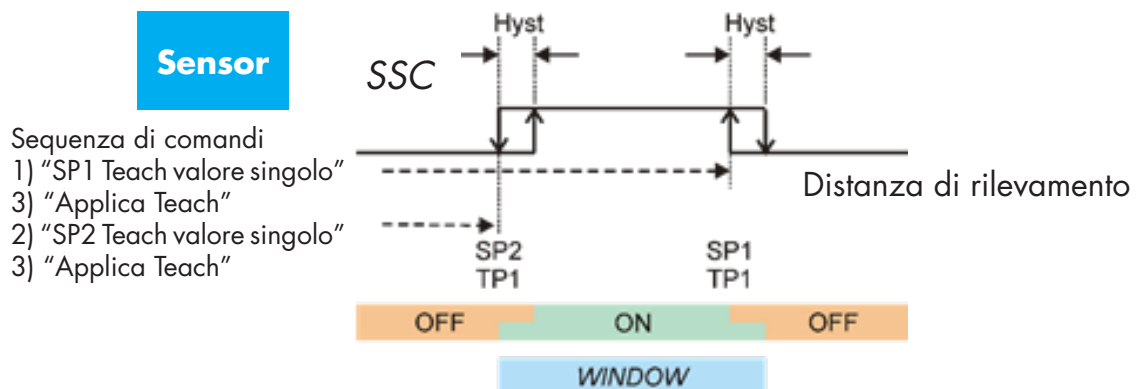 Hyst Hyst
Sensor
SSC
Sequenza di comandi
1) “SP1 Teach valore singolo”
3) “Applica Teach”
2) “SP2 Teach valore singolo”
3) “Applica Teach”
Distanza di rilevamento
SP2 SP1
TP1 TP1
OFF ON OFF
WINDOW